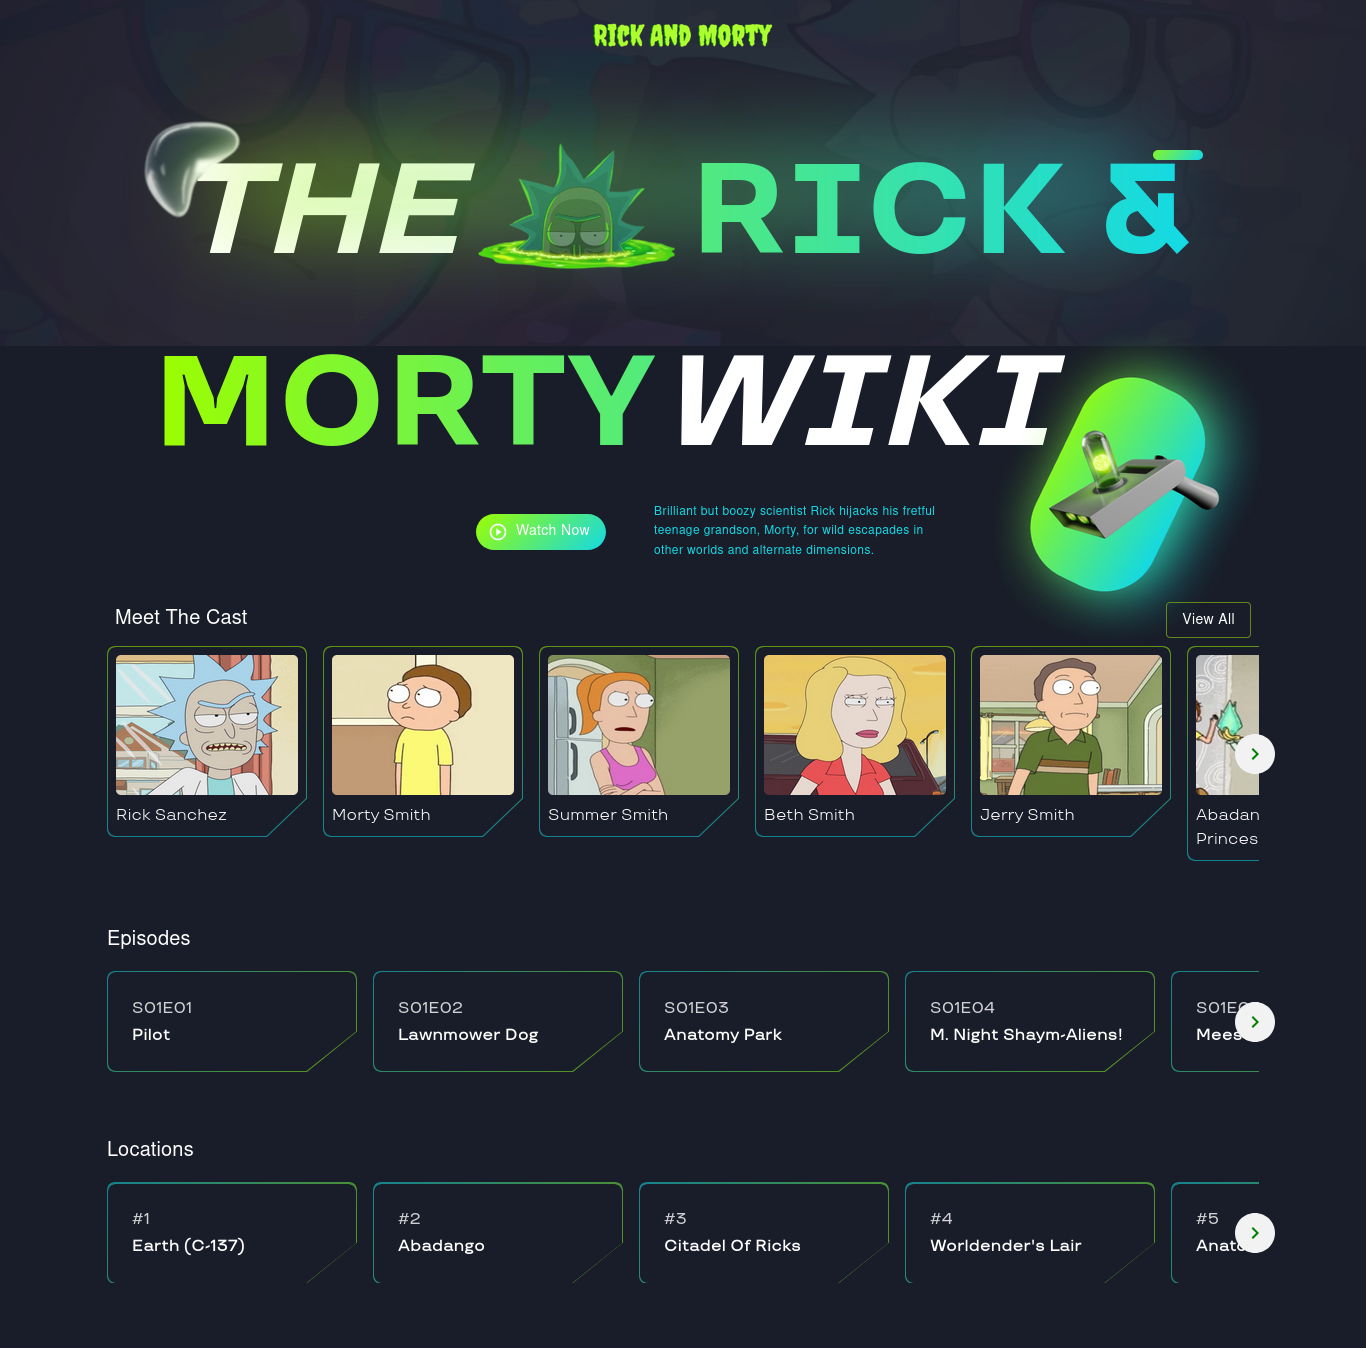 RICK AND MORTY
THE RICK &
MORTY WIKI
Watch Now
Brilliant but boozy scientist Rick hijacks his fretful
teenage grandson, Morty, for wild escapades in
other worlds and alternate dimensions.
Meet The Cast
View All
Rick Sanchez
Morty Smith
Summer Smith
Beth Smith
Jerry Smith
Abadan
Princes
Episodes
S01E01
Pilot
S01E02
Lawnmower Dog
S01E03
Anatomy Park
S01E04
M. Night Shaym-Aliens!
S01E0
Mees
Locations
#1
Earth (C-137)
#2
Abadango
#3
Citadel Of Ricks
#4
Worldender's Lair
#5
Anato